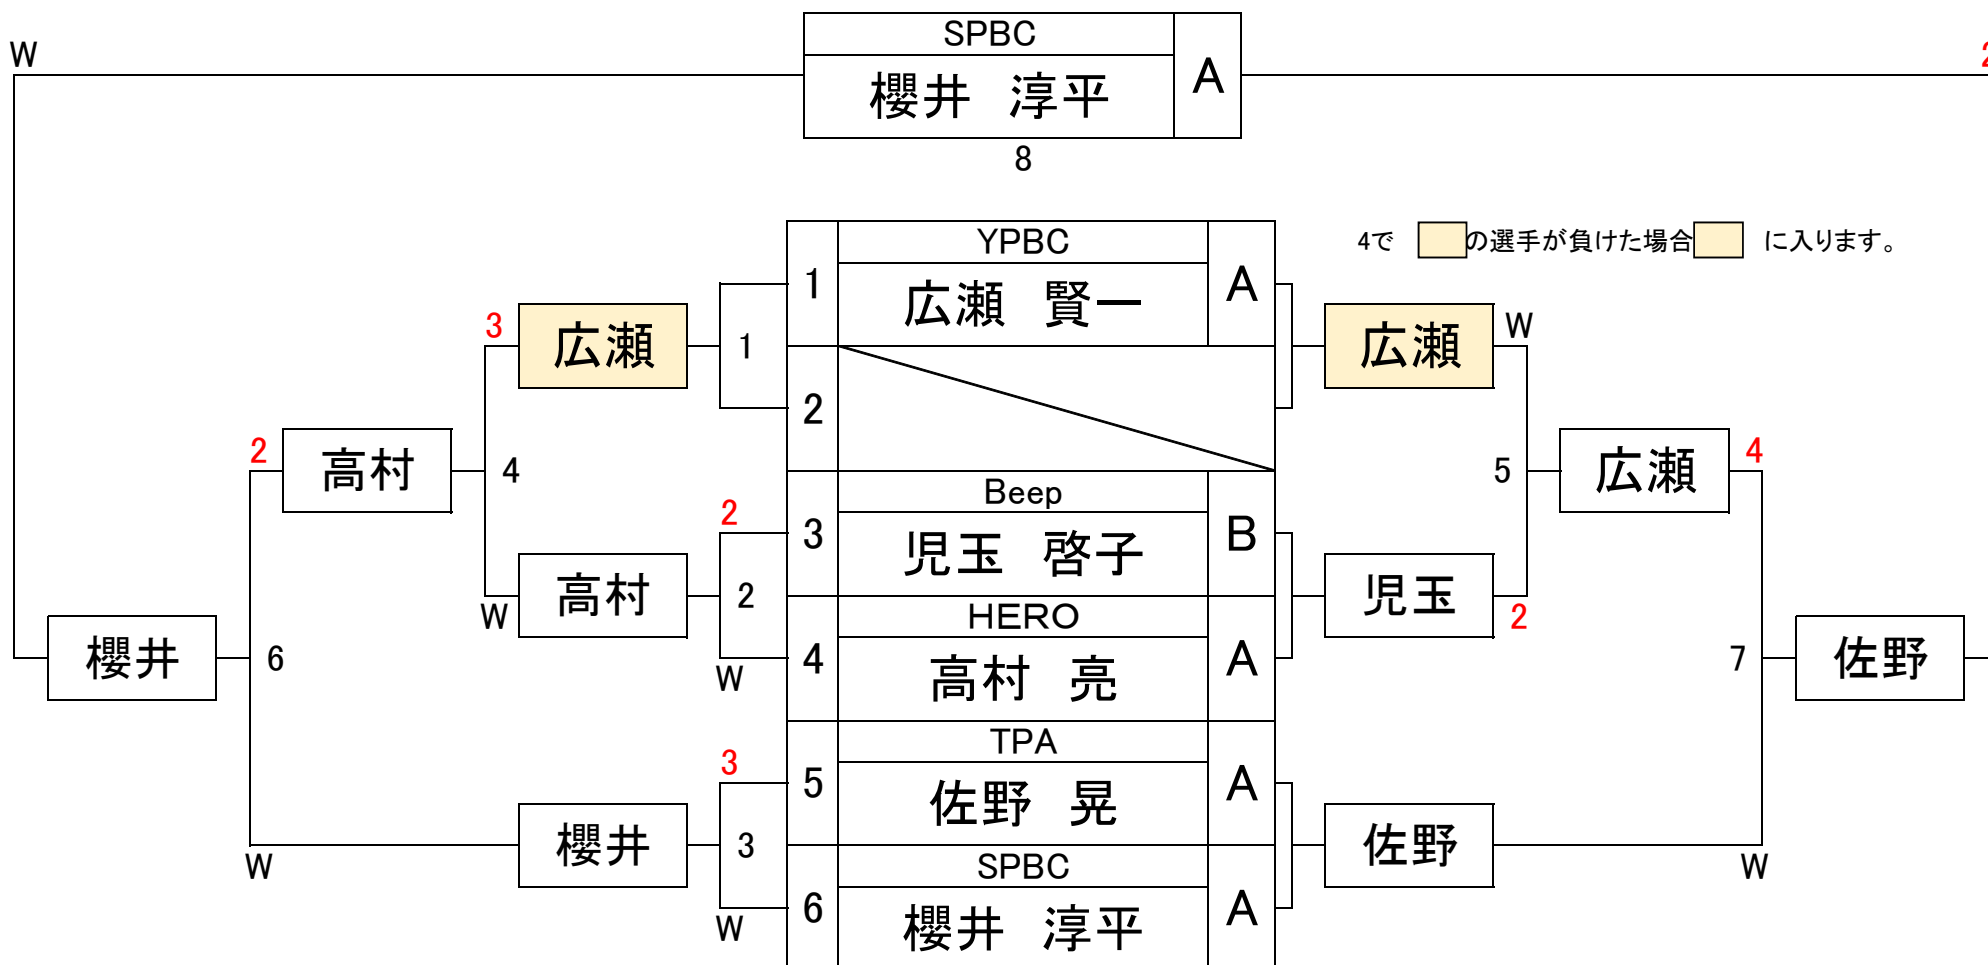 SPBC
W
2
櫻井 淳平
A
8
YPBC
4で の選手が負けた場合 に入ります。
1
広瀬 賢一
A
3
広瀬
1
広瀬
W
2
2
高村
4
Beep
5
広瀬
4
2
3
児玉 啓子
B
高村
2
HERO
児玉
W
2
櫻井
6
4
高村 亮
A
7
佐野
W
TPA
3
5
佐野 晃
A
櫻井
3
SPBC
佐野
W
W
6
櫻井 淳平
A
W